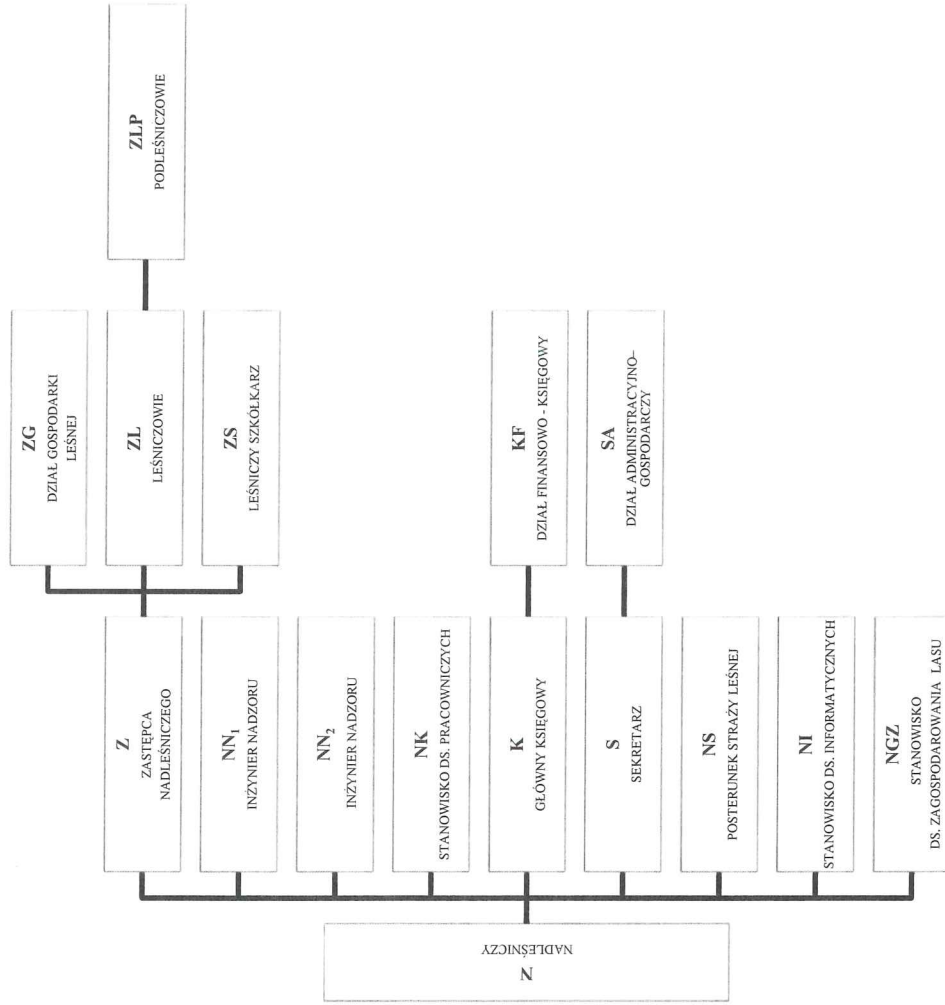 N
NADLEŚNICZY
Z
ZASTĘPCA
NADLEŚNICZEGO
NN₁
INŻYNIER NADZORU
NN₂
INŻYNIER NADZORU
NK
STANOWISKO DS. PRACOWNICZYCH
K
GŁÓWNY KSIĘGOWY
S
SEKRETARZ
NS
POSTERUNEK STRAŻY LEŚNEJ
NI
STANOWISKO DS. INFORMATYCZNYCH
NGZ
STANOWISKO
DS. ZAGOSPODAROWANIA LASU
ZG
DZIAŁ GOSPODARKI
LEŚNEJ
ZL
LEŚNICZOWIE
ZS
LEŚNICZY SZKÓŁKARZ
KF
DZIAŁ FINANSOWO - KSIĘGOWY
SA
DZIAŁ ADMINISTRACYJNO–
GOSPODARCZY
ZLP
PODLEŚNICZOWIE